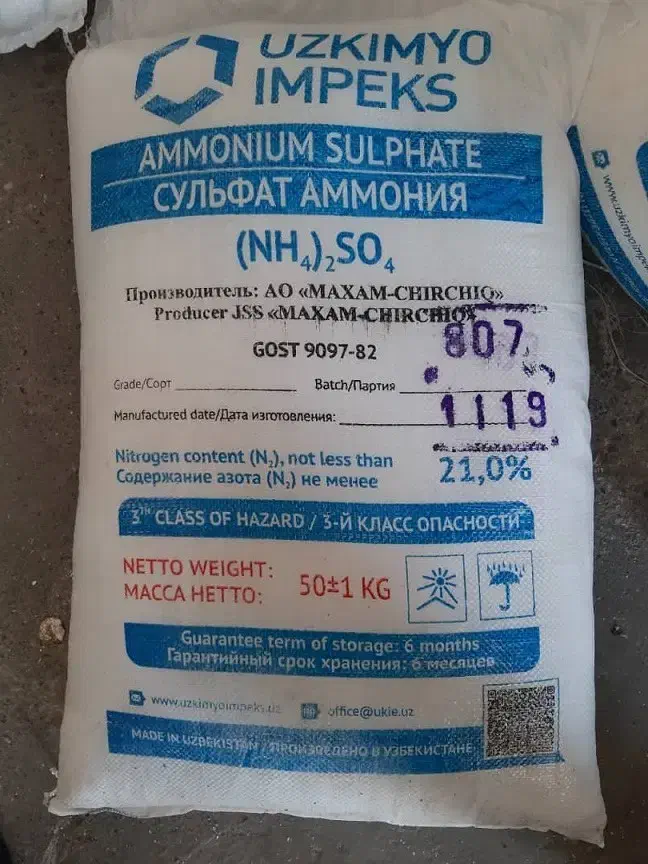 UZKIMYO
IMPEKS
AMMONIUM SULPHATE
СУЛЬФАТ АММОНИЯ
(NH₄)₂SO₄
Производитель: АО «MAXAM-CHIRCHIQ»
Producer JSS «MAXAM-CHIRCHIQ»
GOST 9097-82
807
Grade/Сорт
Batch/Партия
1119
Manufactured date/Дата изготовления:
Nitrogen content (N₂), not less than
Содержание азота (N₂) не менее
21,0%
3TH CLASS OF HAZARD / 3-Й КЛАСС ОПАСНОСТИ
NETTO WEIGHT:
МАССА НЕТТО:
50±1 KG
Guarantee term of storage: 6 months
Гарантийный срок хранения: 6 месяцев
www.uzkimyoimpeks.uz
office@ukie.uz
MADE IN UZBEKISTAN / ПРОИЗВЕДЕНО В УЗБЕКИСТАНЕ